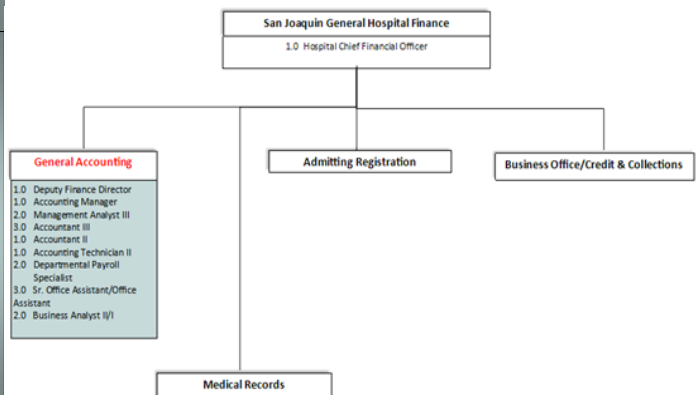 San Joaquin General Hospital Finance
1.0 Hospital Chief Financial Officer
General Accounting
1.0 Deputy Finance Director
1.0 Accounting Manager
2.0 Management Analyst III
3.0 Accountant III
1.0 Accountant II
1.0 Accounting Technician II
2.0 Departmental Payroll
Specialist
3.0 Sr. Office Assistant/Office
Assistant
2.0 Business Analyst II/I
Admitting Registration
Business Office/Credit & Collections
Medical Records